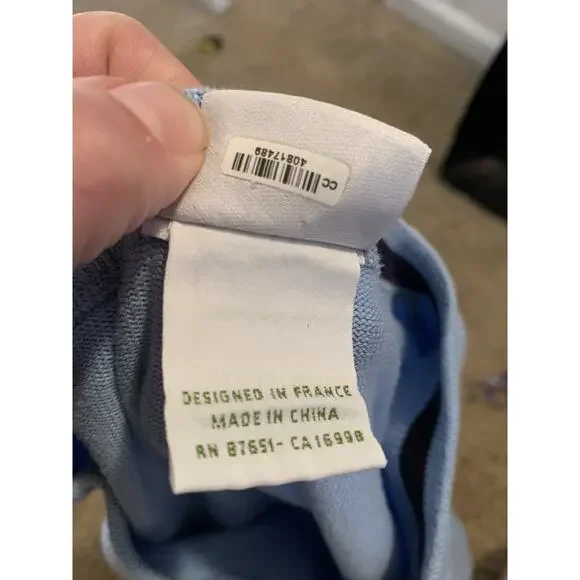 CC 40817489
DESIGNED IN FRANCE
MADE IN CHINA
RN 87651- CA16998